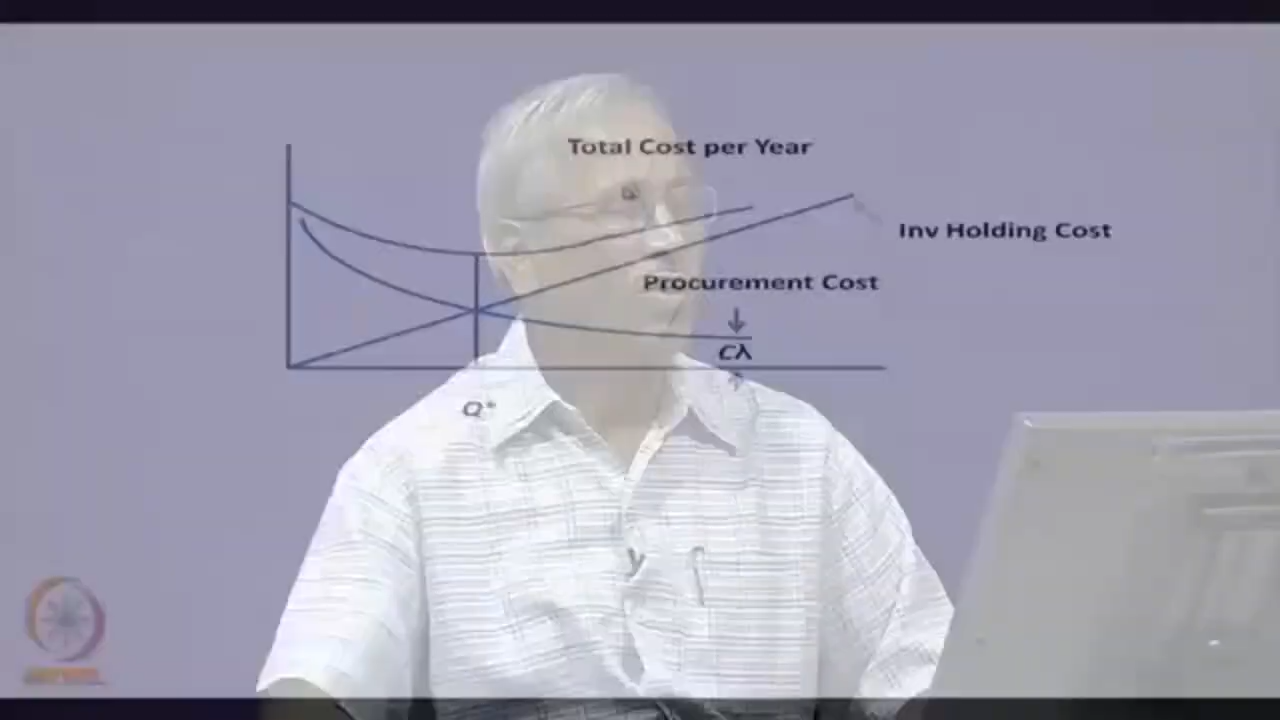 Total Cost per Year
Inv Holding Cost
Procurement Cost
Cλ
Q*